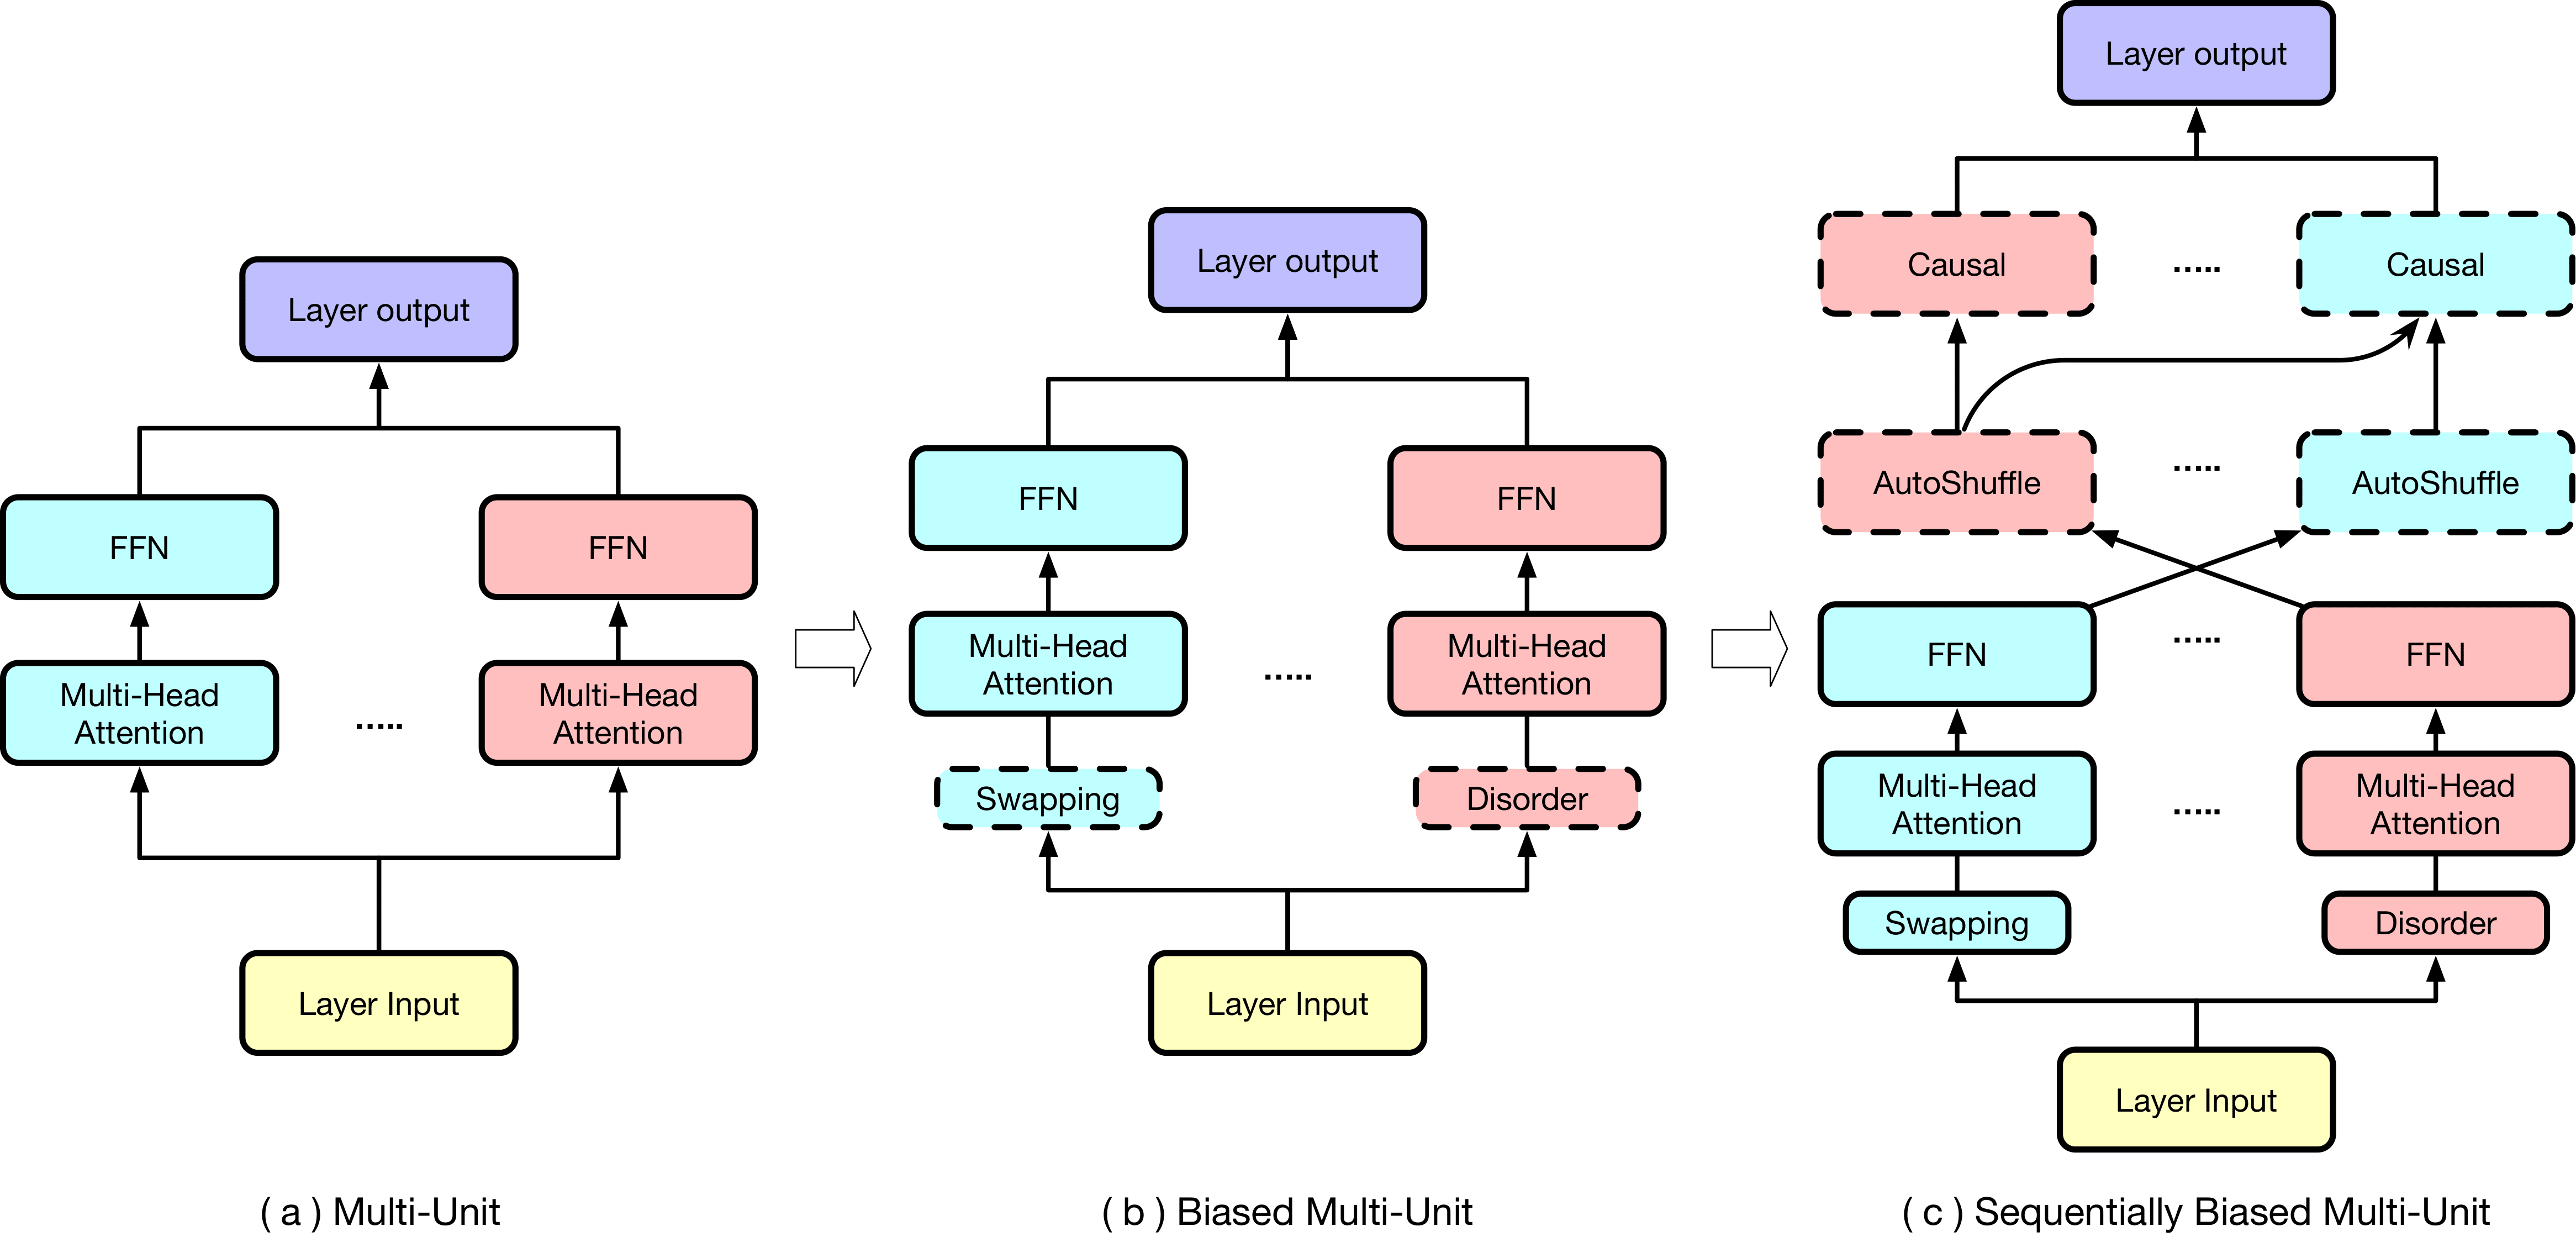 Layer output
FFN
FFN
Multi-Head
Attention
.....
Multi-Head
Attention
Layer Input
( a ) Multi-Unit
Layer output
FFN
FFN
Multi-Head
Attention
.....
Multi-Head
Attention
Swapping
Disorder
Layer Input
( b ) Biased Multi-Unit
Layer output
Causal
.....
Causal
AutoShuffle
.....
AutoShuffle
FFN
.....
FFN
Multi-Head
Attention
.....
Multi-Head
Attention
Swapping
Disorder
Layer Input
( c ) Sequentially Biased Multi-Unit